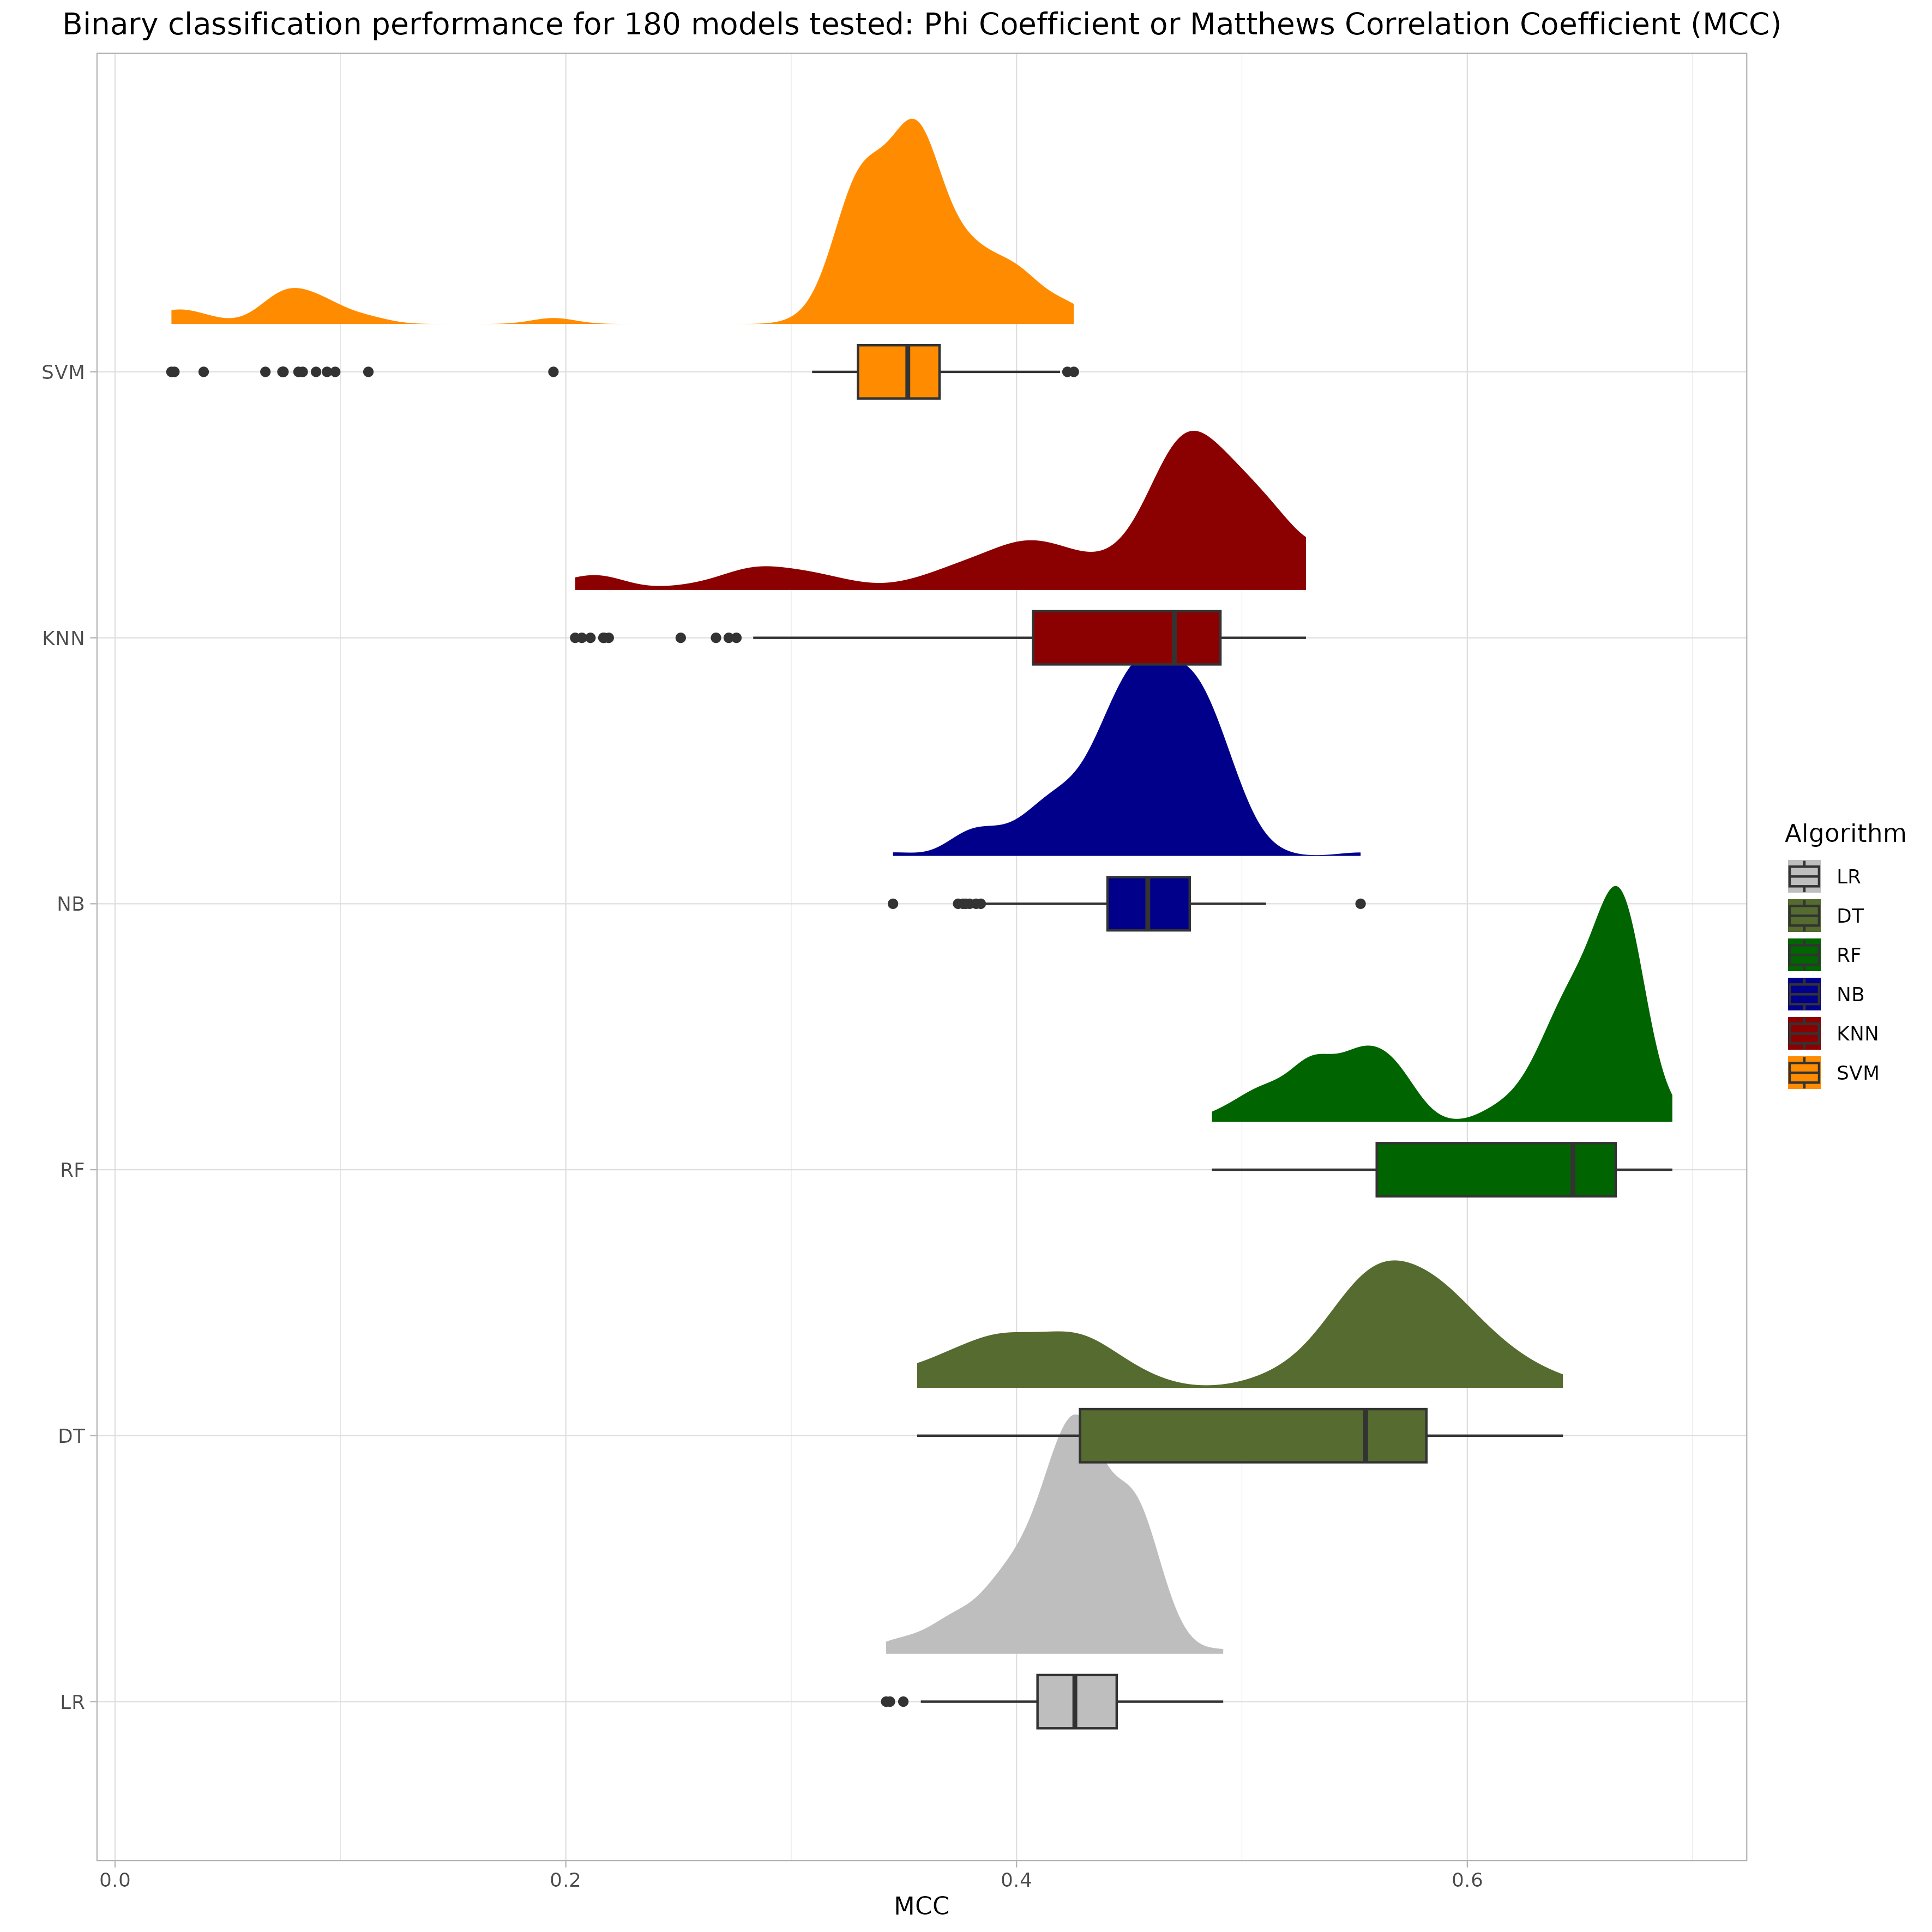 Binary classification performance for 180 models tested: Phi Coefficient or Matthews Correlation Coefficient (MCC)
SVM
KNN
NB
RF
DT
LR
0.0 0.2 0.4 0.6
MCC
Algorithm
LR
DT
RF
NB
KNN
SVM